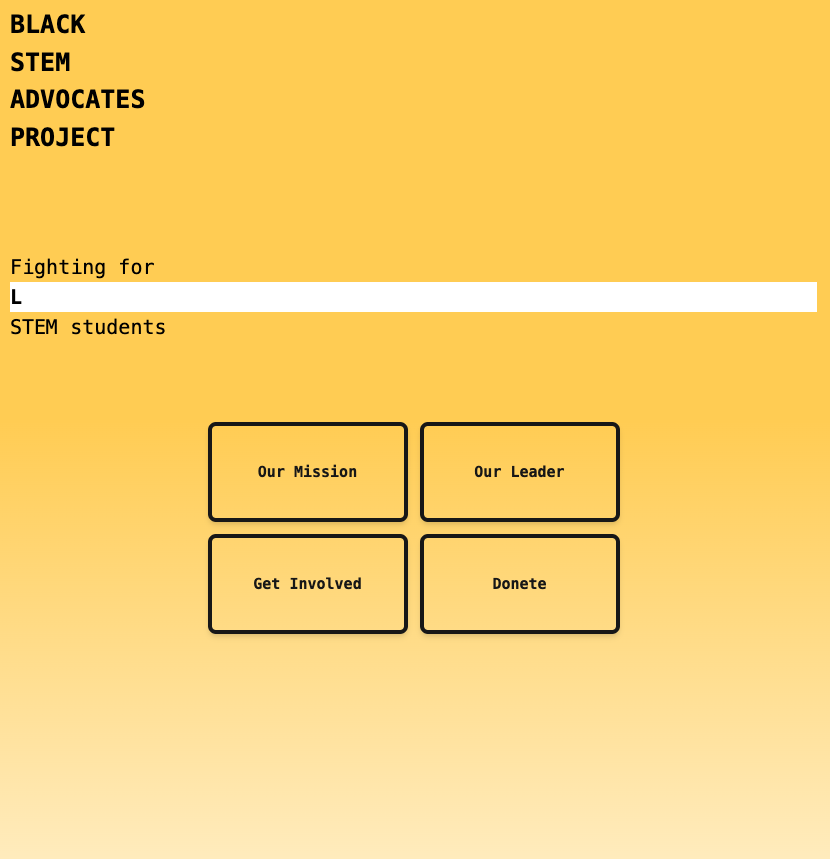 BLACK
STEM
ADVOCATES
PROJECT
Fighting for
L
STEM students
Our Mission
Our Leader
Get Involved
Donete